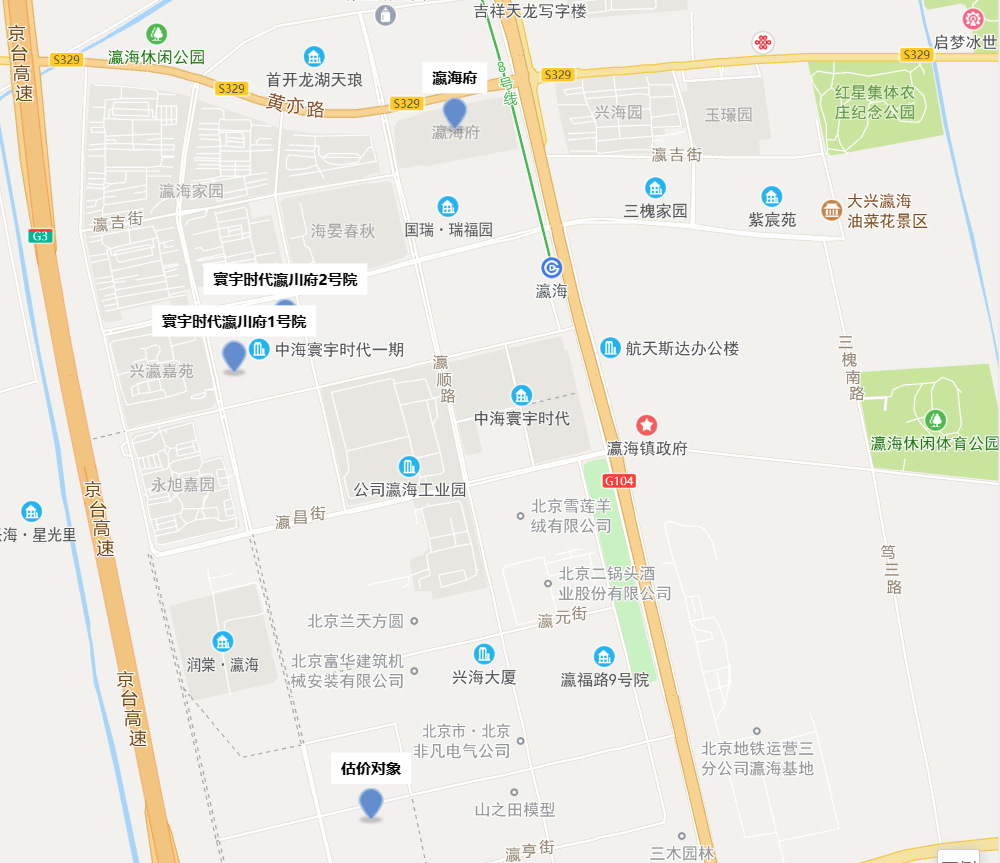 吉祥天龙写字楼
京台高速
瀛海休闲公园
S329
首开龙湖天琅
S329
黄亦路
S329
瀛海府
瀛海府
8号线
S329
启梦冰世
S329
兴海园
玉璟园
红星集体农
庄纪念公园
瀛吉街
瀛海家园
瀛吉街
G3
海晏春秋
国瑞·瑞福园
三槐家园
紫宸苑
大兴瀛海
油菜花景区
寰宇时代瀛川府2号院
瀛海
寰宇时代瀛川府1号院
中海寰宇时代一期
兴瀛嘉苑
瀛顺路
航天斯达办公楼
三槐南路
中海寰宇时代
瀛海镇政府
瀛海休闲体育公园
G104
公司瀛海工业园
永旭嘉园
瀛昌街
京台高速
海·星光里
北京雪莲羊
绒有限公司
笃三路
北京二锅头酒
业股份有限公司
瀛元街
北京兰天方圆
润棠·瀛海
北京富华建筑机
械安装有限公司
兴海大厦
瀛福路9号院
京台高速
北京市·北京
非凡电气公司
北京地铁运营三
分公司瀛海基地
估价对象
山之田模型
瀛亨街
三木园林